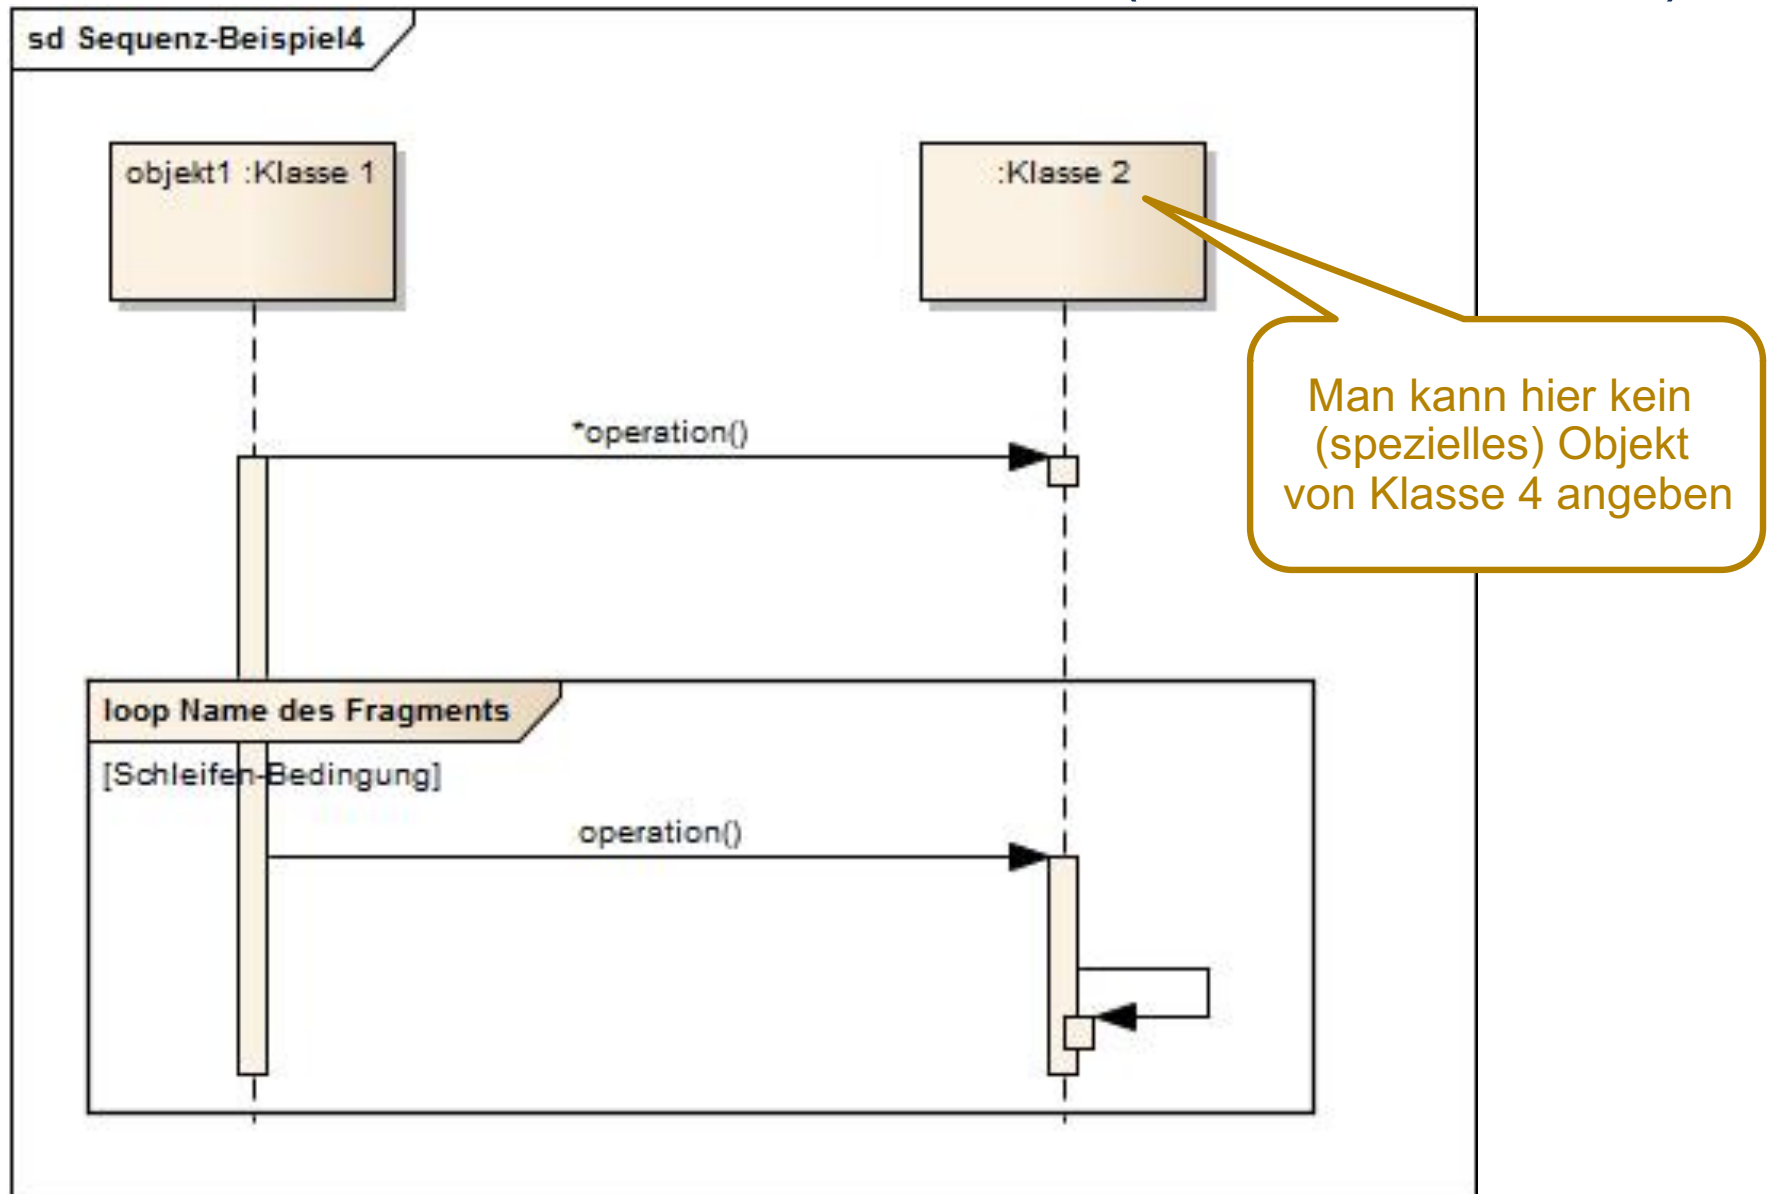 sd Sequenz-Beispiel4
objekt1 :Klasse 1
:Klasse 2
Man kann hier kein
(spezielles) Objekt
von Klasse 4 angeben
*operation()
loop Name des Fragments
[Schleifen-Bedingung]
operation()